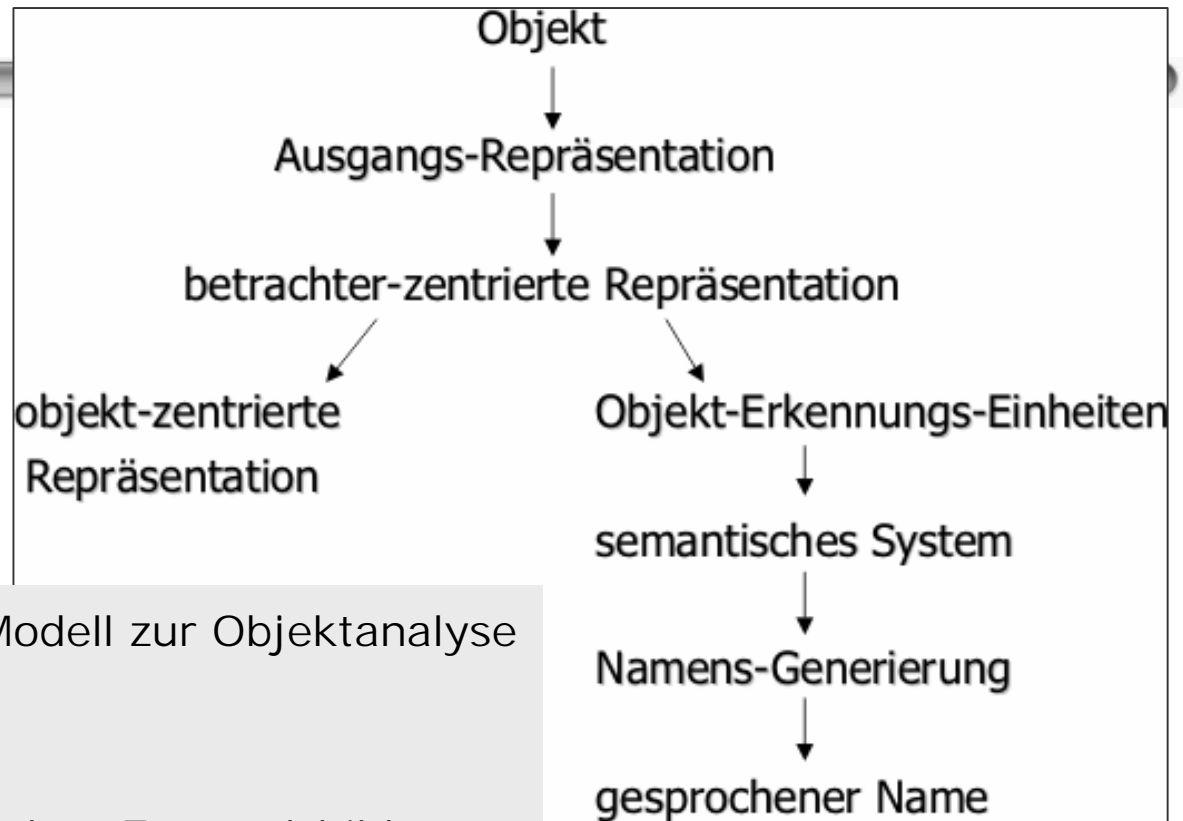 Objekt
Ausgangs-Repräsentation
betrachter-zentrierte Repräsentation
objekt-zentrierte
Repräsentation
Objekt-Erkennungs-Einheiten
semantisches System
Namens-Generierung
gesprochener Name
Modell zur Objektanalyse